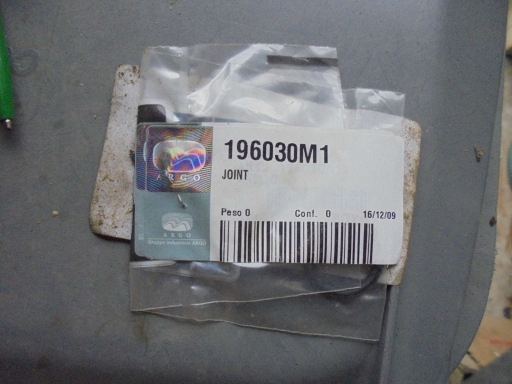 196030M1
JOINT
ARGO
Peso 0 Conf. 0 16/12/09
ARGO